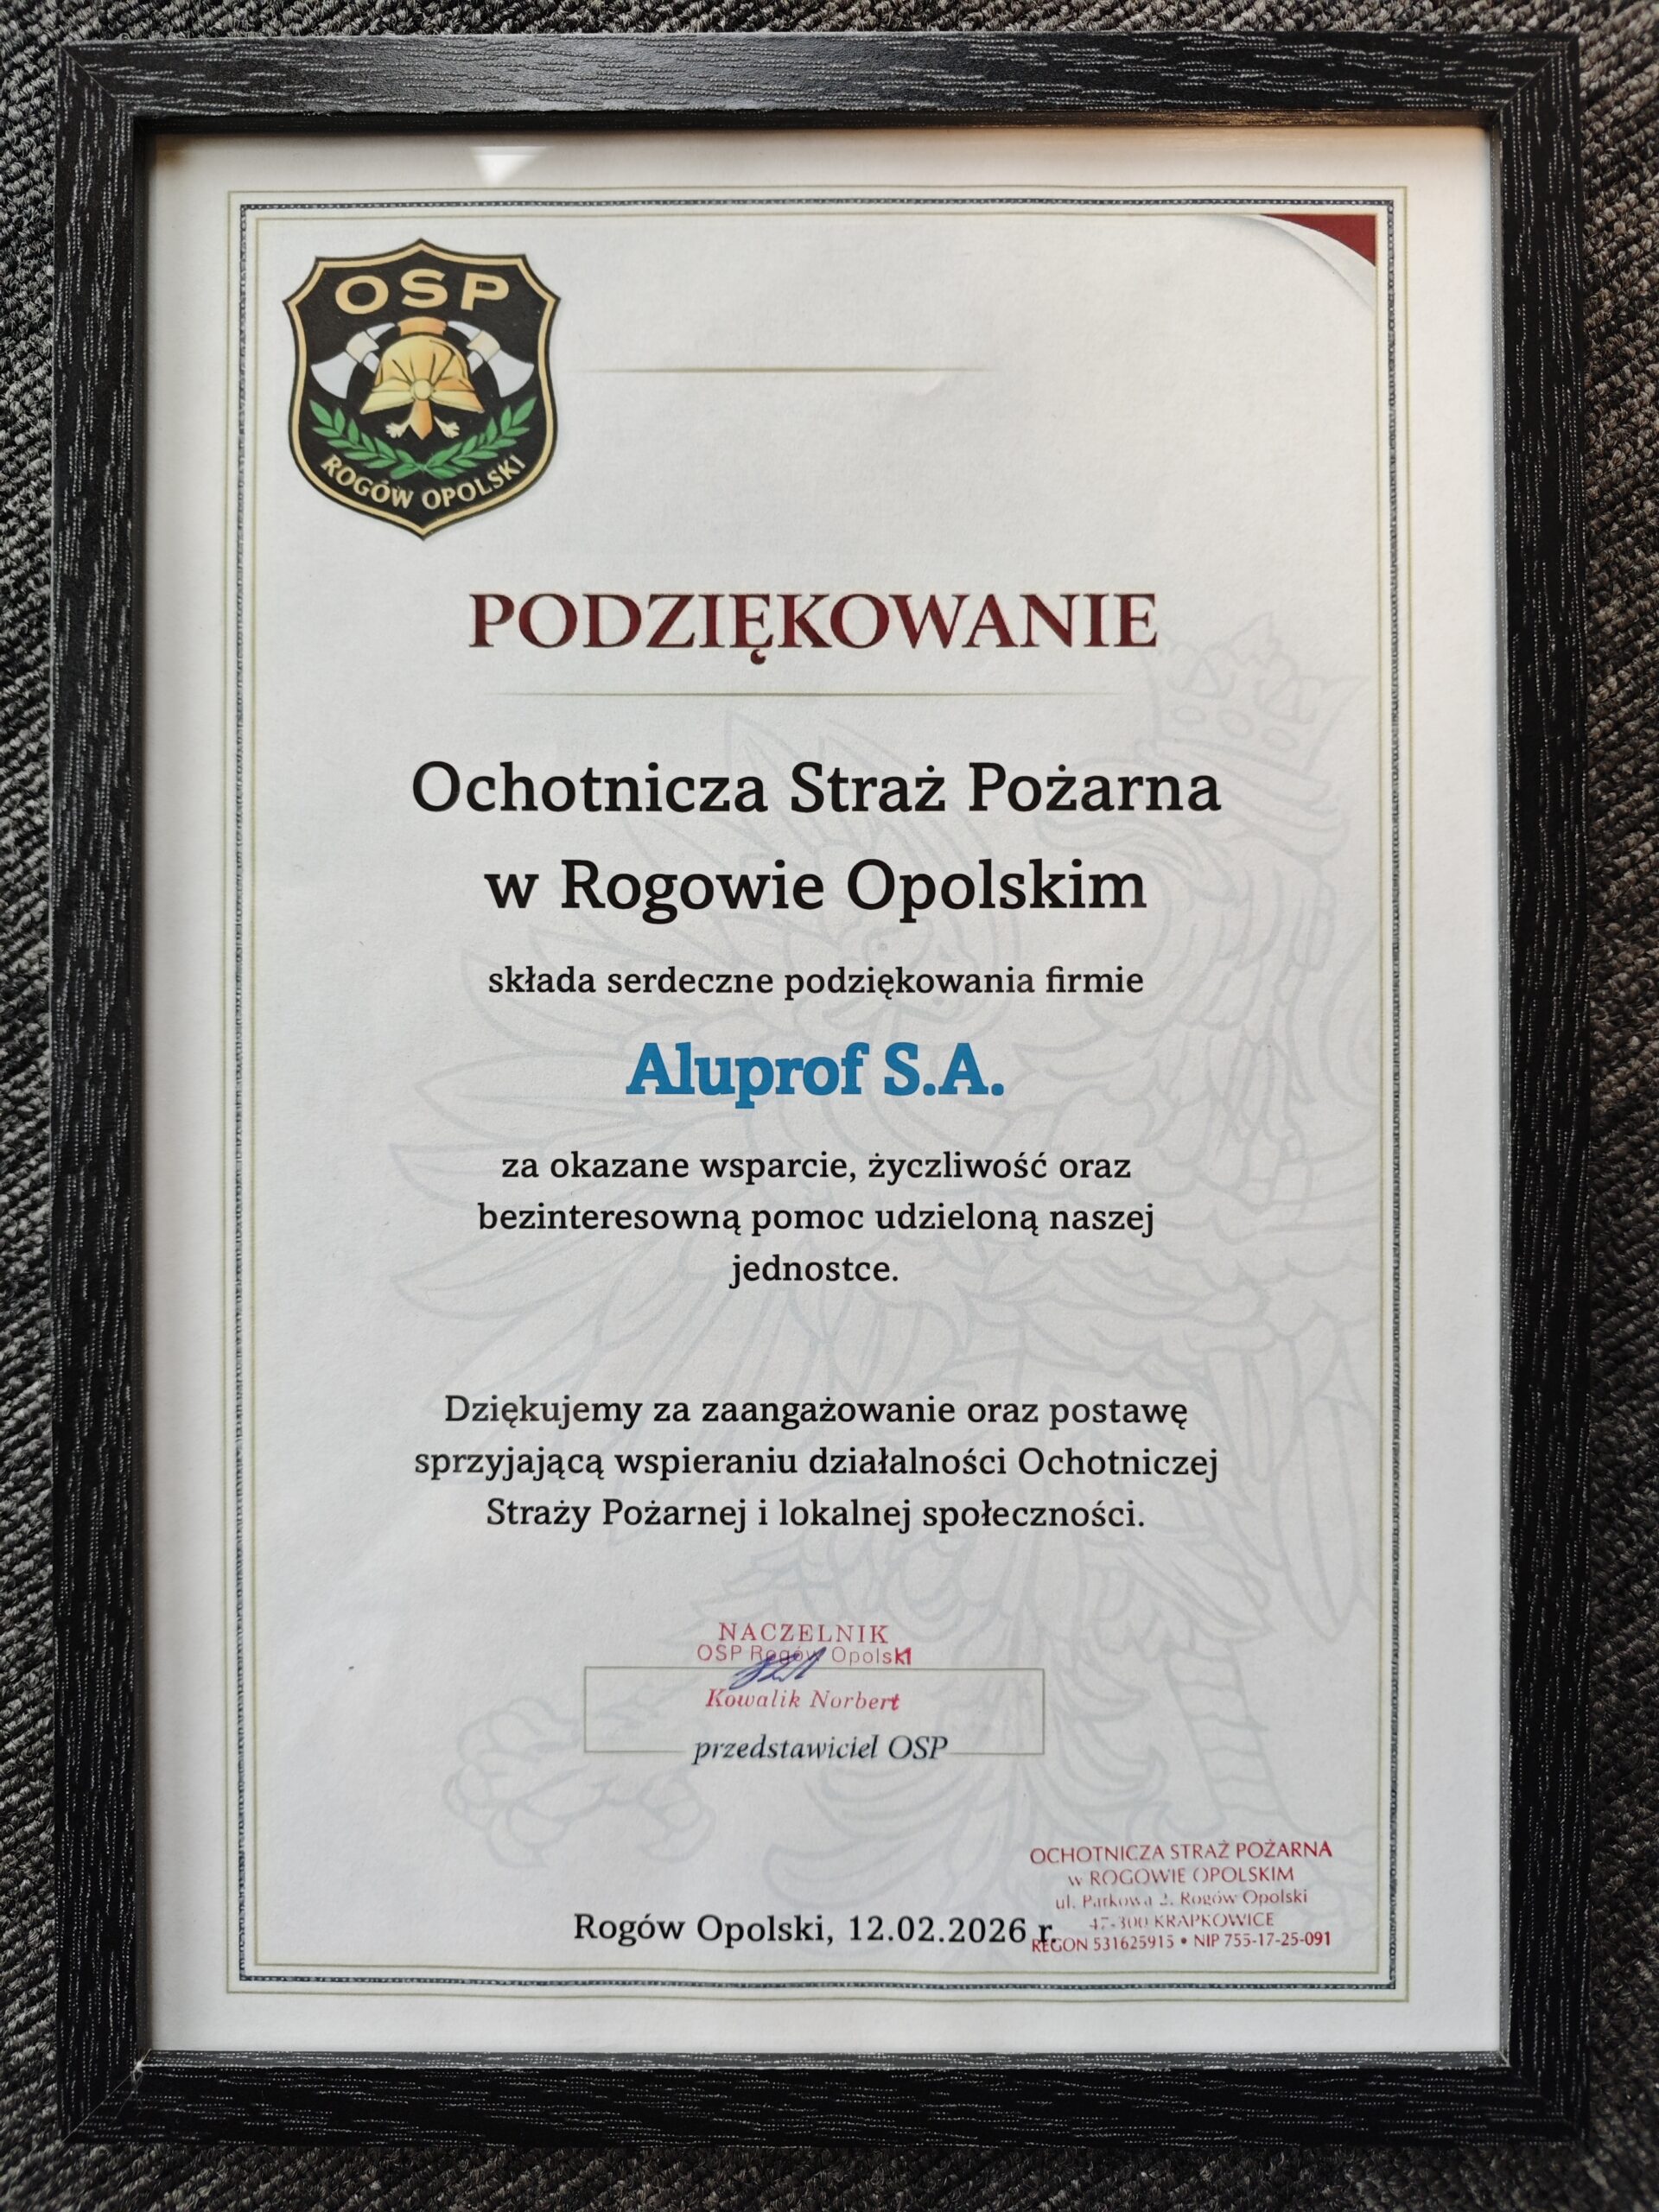 OSP
ROGÓW OPOLSKI
PODZIĘKOWANIE
Ochotnicza Straż Pożarna
w Rogowie Opolskim
składa serdeczne podziękowania firmie
Aluprof S.A.
za okazane wsparcie, życzliwość oraz
bezinteresowną pomoc udzieloną naszej
jednostce.
Dziękujemy za zaangażowanie oraz postawę
sprzyjającą wspieraniu działalności Ochotniczej
Straży Pożarnej i lokalnej społeczności.
NACZELNIK
OSP Rogów Opolski
Kowalik Norbert
przedstawiciel OSP
OCHOTNICZA STRAŻ POŻARNA
w ROGOWIE OPOLSKIM
ul. Parkowa 2. Rogów Opolski
47-300 KRAPKOWICE
REGON 531625915 • NIP 755-17-25-091
Rogów Opolski, 12.02.2026 r.